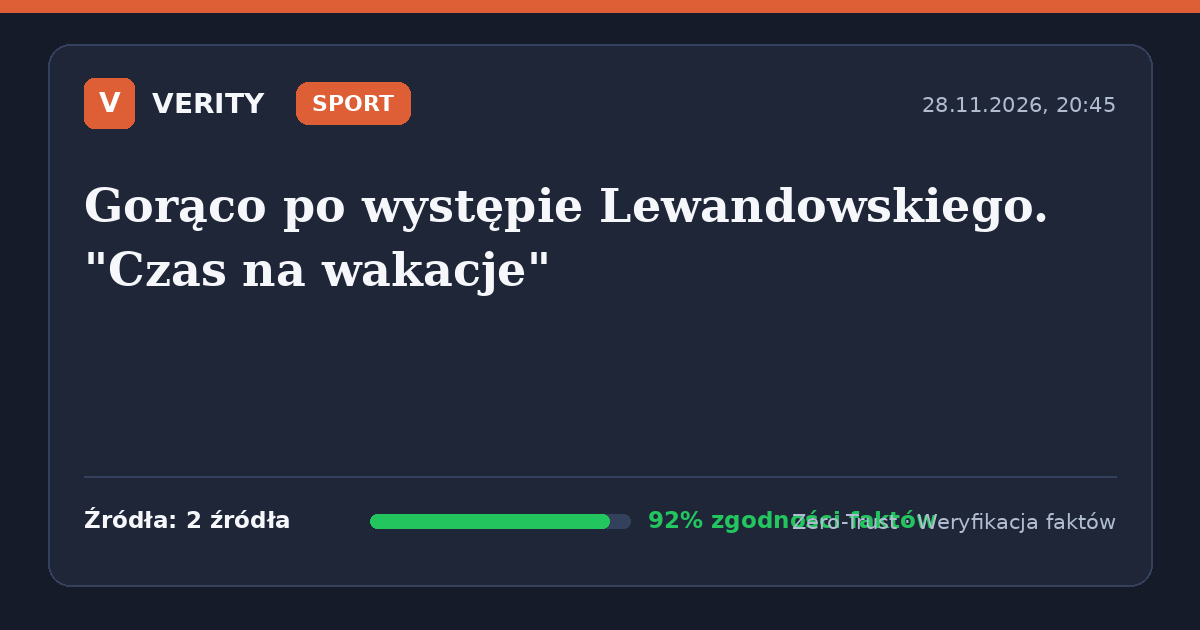 V VERITY SPORT 28.11.2026, 20:45
Gorąco po występie Lewandowskiego.
"Czas na wakacje"
Źródła: 2 źródła 92% zgodności faktów Zero-Trust · Weryfikacja faktów